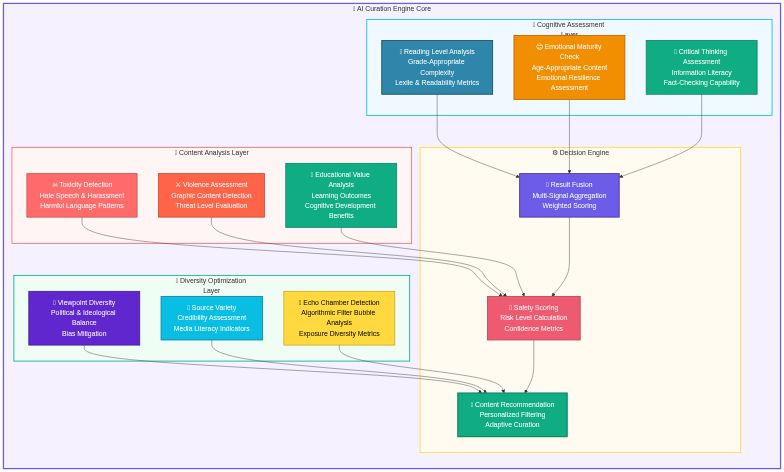 AI Curation Engine Core
Cognitive Assessment
Layer
Reading Level Analysis
Grade-Appropriate
Complexity
Lexile & Readability Metrics
Emotional Maturity
Check
Age-Appropriate Content
Emotional Resilience
Assessment
Critical Thinking
Assessment
Information Literacy
Fact-Checking Capability
Content Analysis Layer
Toxicity Detection
Hate Speech & Harassment
Harmful Language Patterns
Violence Assessment
Graphic Content Detection
Threat Level Evaluation
Educational Value
Analysis
Learning Outcomes
Cognitive Development
Benefits
Decision Engine
Result Fusion
Multi-Signal Aggregation
Weighted Scoring
Diversity Optimization
Layer
Viewpoint Diversity
Political & Ideological
Balance
Bias Mitigation
Source Variety
Credibility Assessment
Media Literacy Indicators
Echo Chamber Detection
Algorithmic Filter Bubble
Analysis
Exposure Diversity Metrics
Safety Scoring
Risk Level Calculation
Confidence Metrics
Content Recommendation
Personalized Filtering
Adaptive Curation